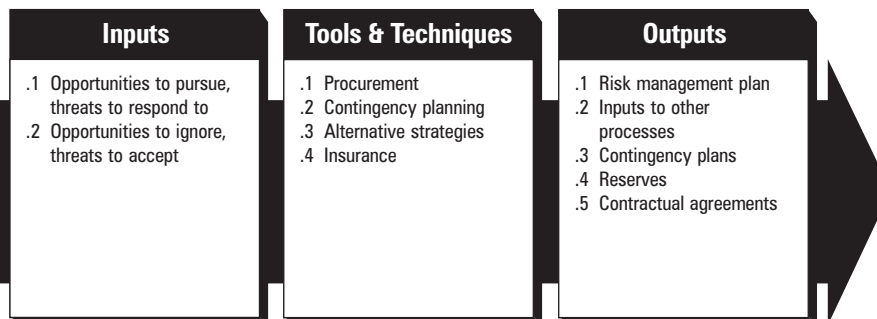 Inputs
.1 Opportunities to pursue,
threats to respond to
.2 Opportunities to ignore,
threats to accept
Tools & Techniques
.1 Procurement
.2 Contingency planning
.3 Alternative strategies
.4 Insurance
Outputs
.1 Risk management plan
.2 Inputs to other
processes
.3 Contingency plans
.4 Reserves
.5 Contractual agreements